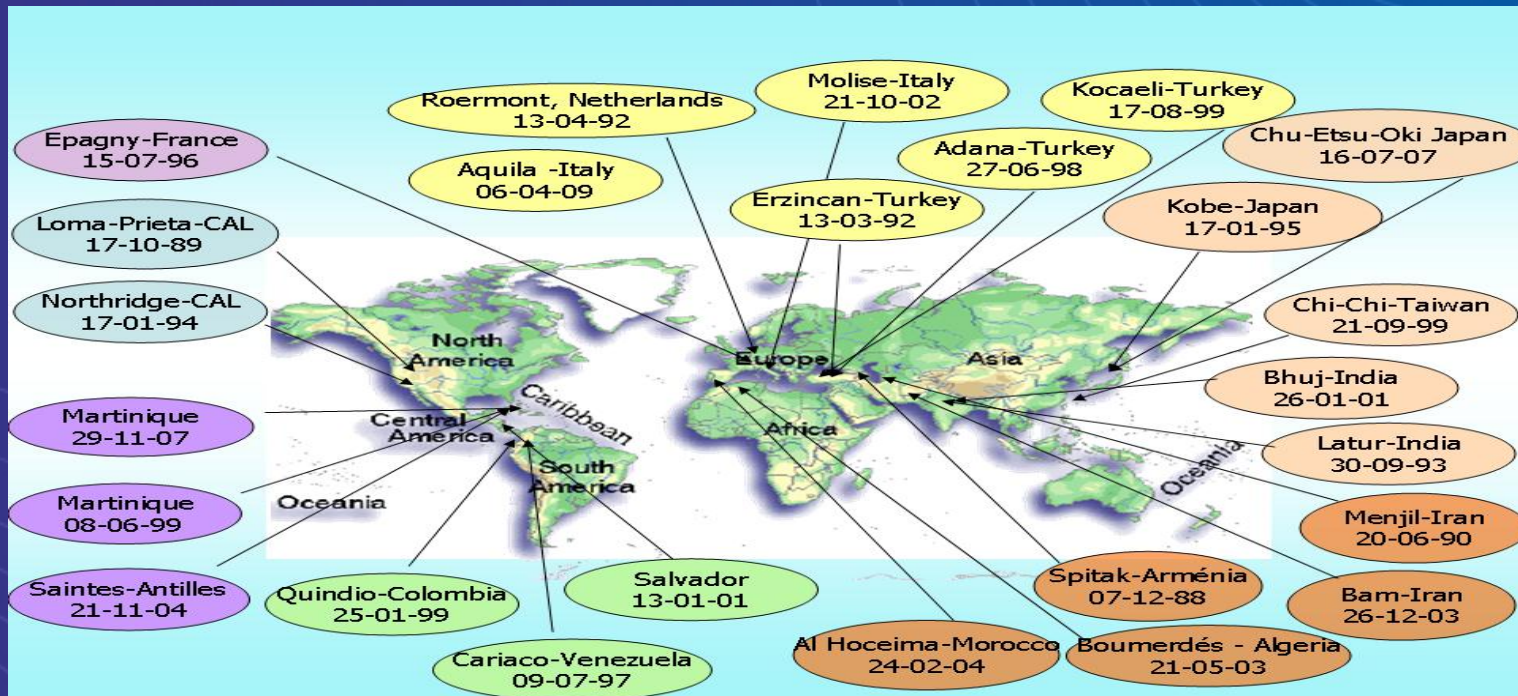 Molise-Italy
21-10-02
Kocaeli-Turkey
17-08-99
Roermont, Netherlands
13-04-92
Chu-Etsu-Oki Japan
16-07-07
Epagny-France
15-07-96
Adana-Turkey
27-06-98
Aquila -Italy
06-04-09
Erzincan-Turkey
13-03-92
Kobe-Japan
17-01-95
Loma-Prieta-CAL
17-10-89
Northridge-CAL
17-01-94
Chi-Chi-Taiwan
21-09-99
North
America
Europe
Asia
Bhuj-India
26-01-01
Martinique
29-11-07
Caribbean
Central
America
Africa
Latur-India
30-09-93
South
America
Oceania
Oceania
Martinique
08-06-99
Menjil-Iran
20-06-90
Saintes-Antilles
21-11-04
Quindio-Colombia
25-01-99
Salvador
13-01-01
Spitak-Arménia
07-12-88
Bam-Iran
26-12-03
Cariaco-Venezuela
09-07-97
Al Hoceima-Morocco
24-02-04
Boumerdés - Algeria
21-05-03